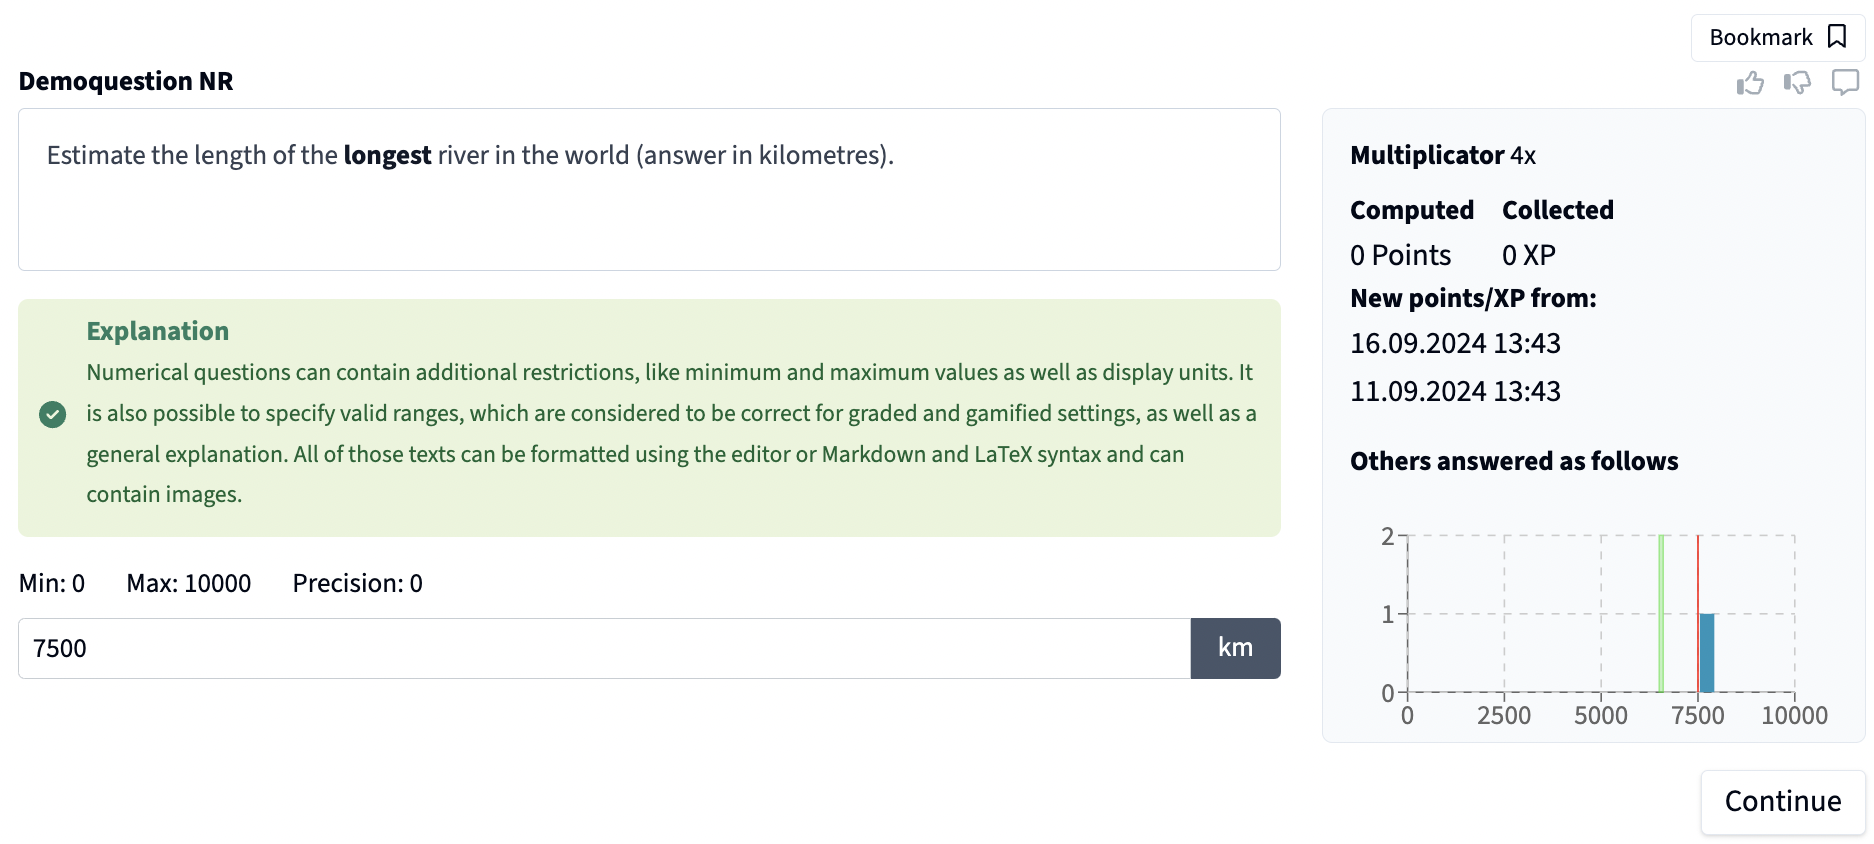 Bookmark
Demoquestion NR
Estimate the length of the longest river in the world (answer in kilometres).
Explanation
Numerical questions can contain additional restrictions, like minimum and maximum values as well as display units. It
is also possible to specify valid ranges, which are considered to be correct for graded and gamified settings, as well as a
general explanation. All of those texts can be formatted using the editor or Markdown and LaTeX syntax and can
contain images.
Min: 0 Max: 10000 Precision: 0
7500 km
Multiplicator 4x
Computed Collected
0 Points 0 XP
New points/XP from:
16.09.2024 13:43
11.09.2024 13:43
Others answered as follows
2
1
0
0 2500 5000 7500 10000
Continue